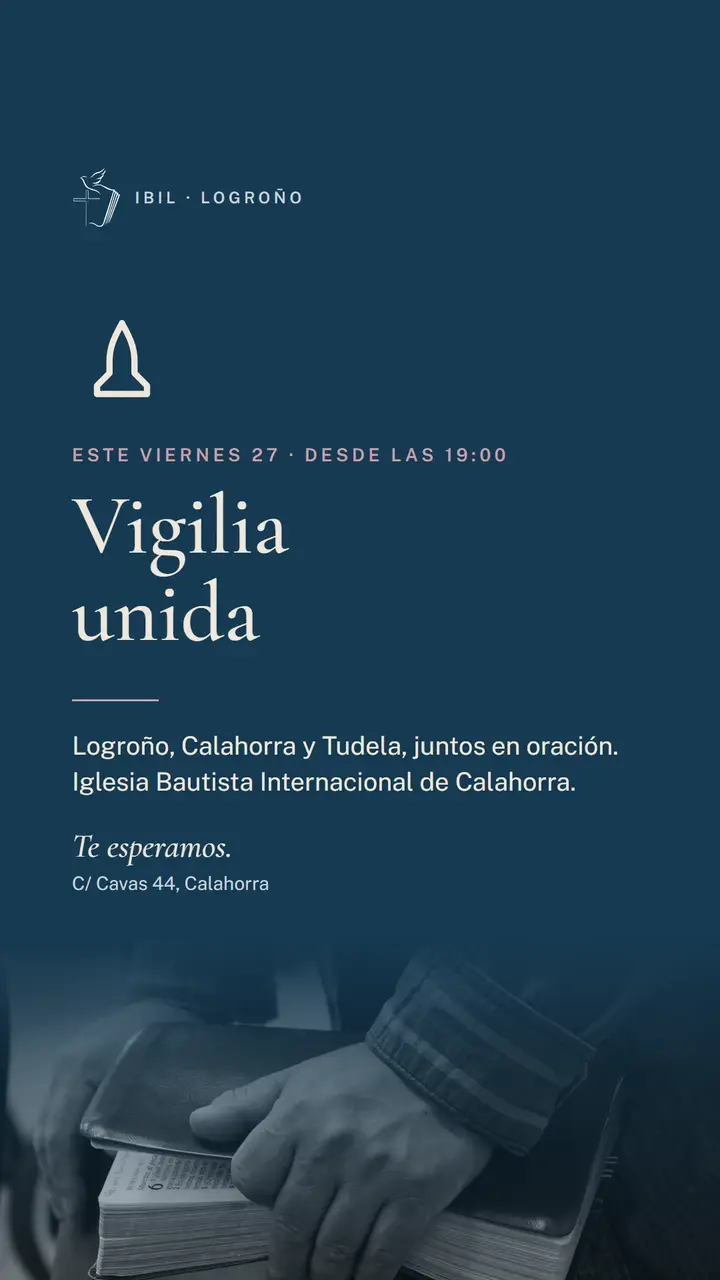 IBIL · LOGROÑO
ESTE VIERNES 27 · DESDE LAS 19:00
Vigilia
unida
Logroño, Calahorra y Tudela, juntos en oración.
Iglesia Bautista Internacional de Calahorra.
Te esperamos.
C/ Cavas 44, Calahorra
6